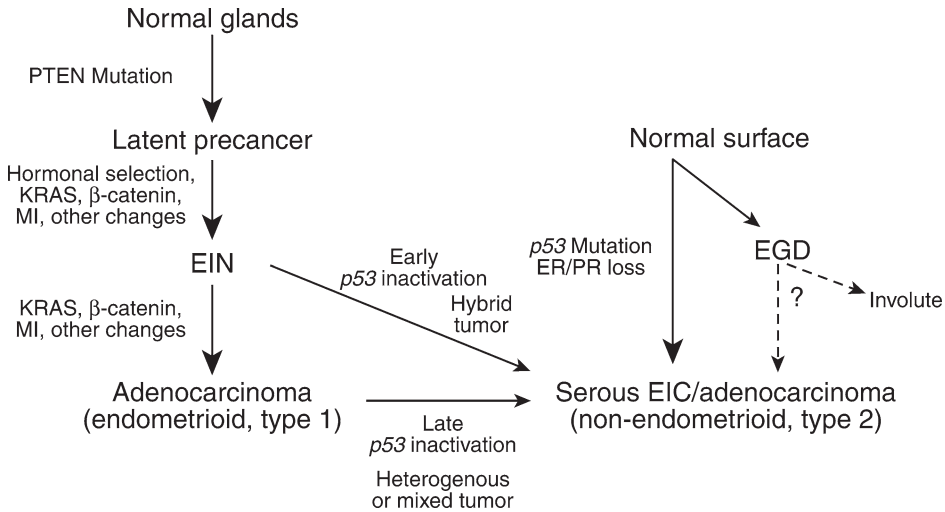 Normal glands
PTEN Mutation
Latent precancer
Hormonal selection,
KRAS, β-catenin,
MI, other changes
EIN
KRAS, β-catenin,
MI, other changes
Adenocarcinoma
(endometrioid, type 1)
Early
p53 inactivation
Hybrid
tumor
Late
p53 inactivation
Heterogenous
or mixed tumor
Normal surface
p53 Mutation
ER/PR loss
EGD
?
Involute
Serous EIC/adenocarcinoma
(non-endometrioid, type 2)